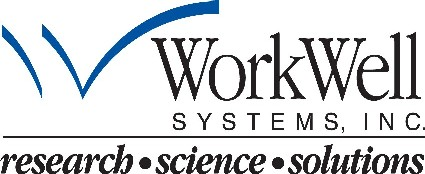 WorkWell
SYSTEMS, INC.
research • science • solutions